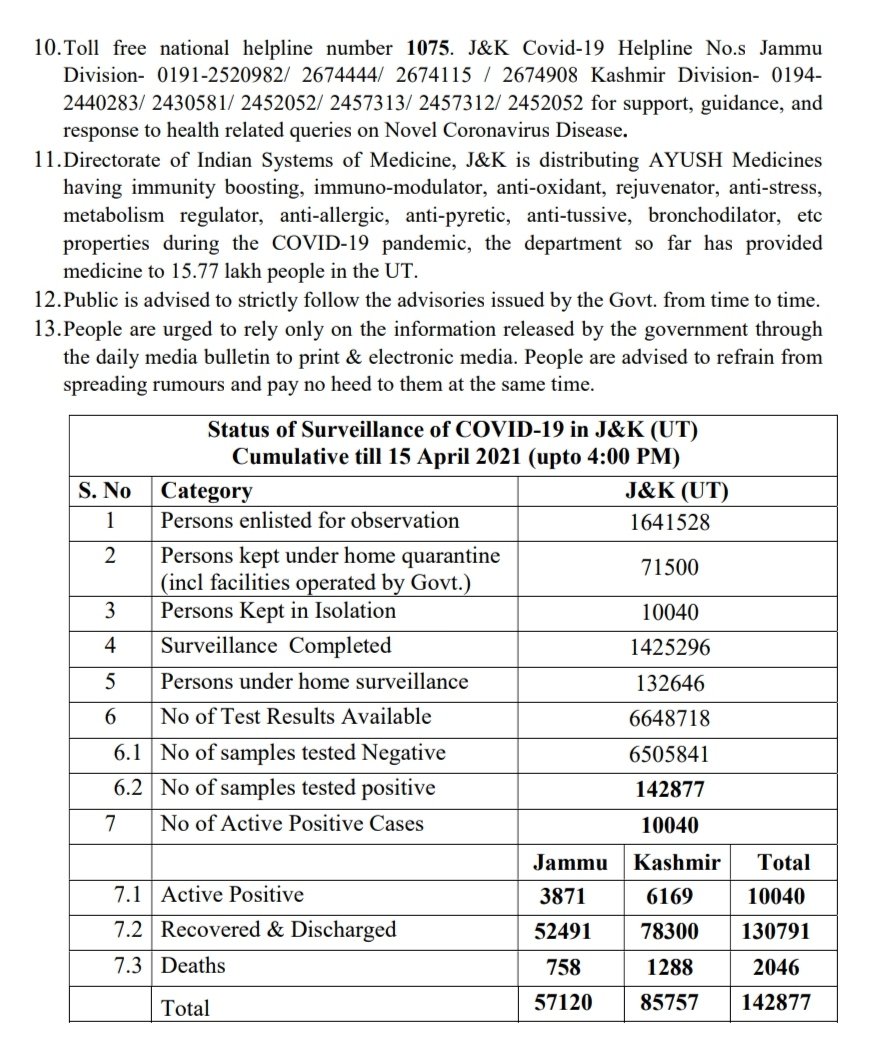 10.Toll free national helpline number 1075. J&K Covid-19 Helpline No.s Jammu
Division- 0191-2520982/ 2674444/ 2674115 / 2674908 Kashmir Division- 0194-
2440283/ 2430581/ 2452052/ 2457313/ 2457312/ 2452052 for support, guidance, and
response to health related queries on Novel Coronavirus Disease.
11.Directorate of Indian Systems of Medicine, J&K is distributing AYUSH Medicines
having immunity boosting, immuno-modulator, anti-oxidant, rejuvenator, anti-stress,
metabolism regulator, anti-allergic, anti-pyretic, anti-tussive, bronchodilator, etc
properties during the COVID-19 pandemic, the department so far has provided
medicine to 15.77 lakh people in the UT.
12.Public is advised to strictly follow the advisories issued by the Govt. from time to time.
13.People are urged to rely only on the information released by the government through
the daily media bulletin to print & electronic media. People are advised to refrain from
spreading rumours and pay no heed to them at the same time.
Status of Surveillance of COVID-19 in J&K (UT)
Cumulative till 15 April 2021 (upto 4:00 PM)
S. No Category J&K (UT)
1 Persons enlisted for observation 1641528
2 Persons kept under home quarantine
(incl facilities operated by Govt.) 71500
3 Persons Kept in Isolation 10040
4 Surveillance Completed 1425296
5 Persons under home surveillance 132646
6 No of Test Results Available 6648718
6.1 No of samples tested Negative 6505841
6.2 No of samples tested positive 142877
7 No of Active Positive Cases 10040
Jammu Kashmir Total
7.1 Active Positive 3871 6169 10040
7.2 Recovered & Discharged 52491 78300 130791
7.3 Deaths 758 1288 2046
Total 57120 85757 142877